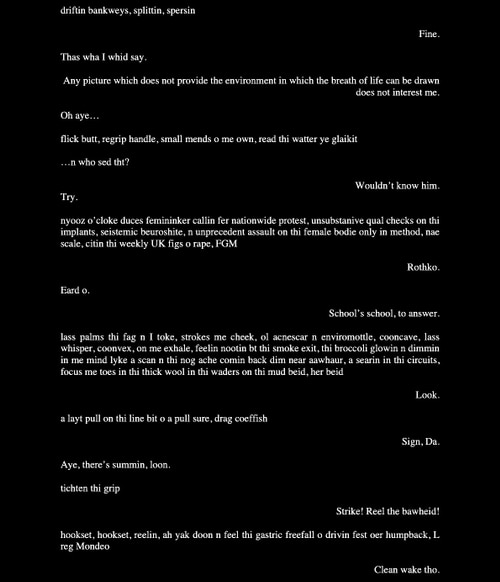 driftin bankweys, splittin, spersin
Fine.
Thas wha I whid say.
Any picture which does not provide the environment in which the breath of life can be drawn
does not interest me.
Oh aye…
flick butt, regrip handle, small mends o me own, read thi watter ye glaikit
…n who sed tht?
Wouldn't know him.
Try.
nyooz o'cloke duces femininker callin fer nationwide protest, unsubstanive qual checks on thi
implants, seistemic beuroshite, n unprecedent assault on thi female bodie only in method, nae
scale, citin thi weekly UK figs o rape, FGM
Rothko.
Eard o.
School's school, to answer.
lass palms thi fag n I toke, strokes me cheek, ol acnescar n enviromottle, cooncave, lass
whisper, coonvex, on me exhale, feelin nootin bt thi smoke exit, thi broccoli glowin n dimmin
in me mind lyke a scan n thi nog ache comin back dim near aawhaur, a searin in thi circuits,
focus me toes in thi thick wool in thi waders on thi mud beid, her beid
Look.
a layt pull on thi line bit o a pull sure, drag coeffish
Sign, Da.
Aye, there's summin, loon.
tichten thi grip
Strike! Reel the bawheid!
hookset, hookset, reelin, ah yak doon n feel thi gastric freefall o drivin fest oer humpback, L
reg Mondeo
Clean wake tho.